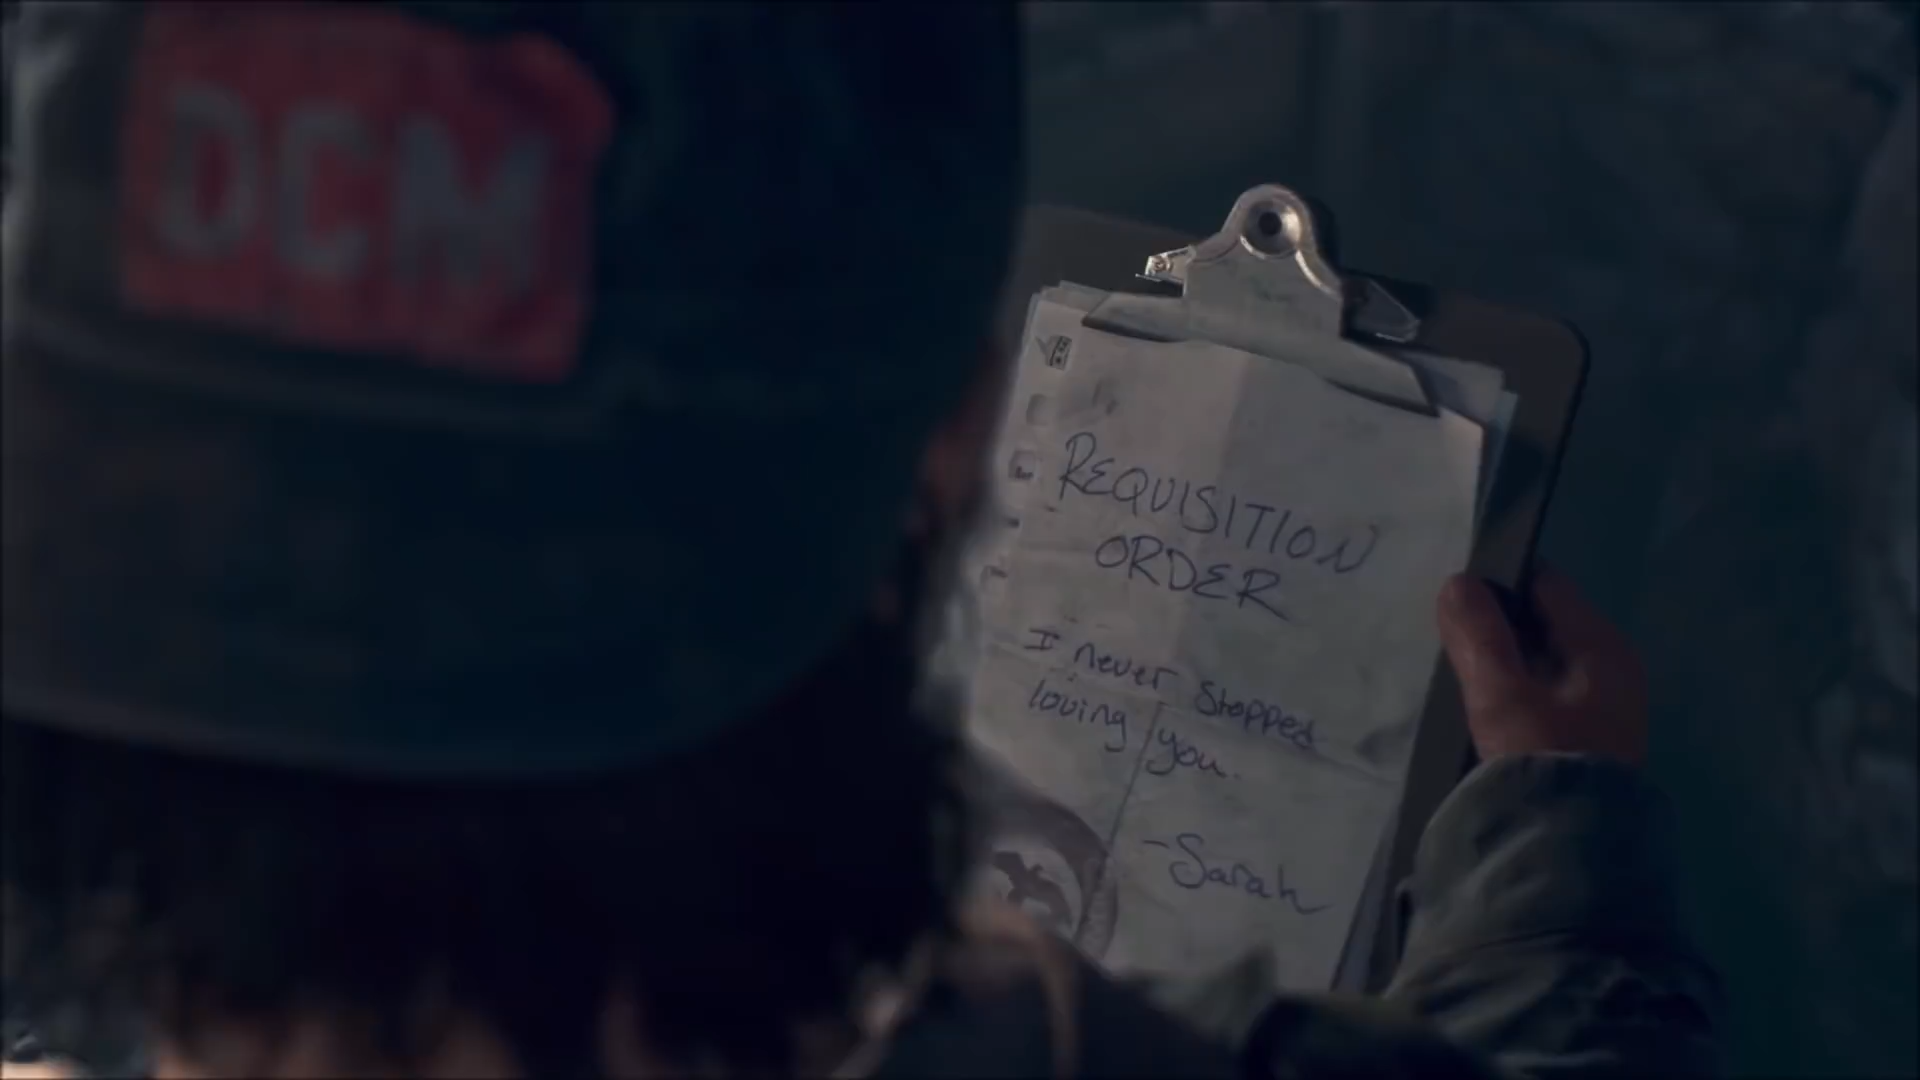 DCM
REQUISITION
ORDER
I never stopped
loving you.
-Sarah